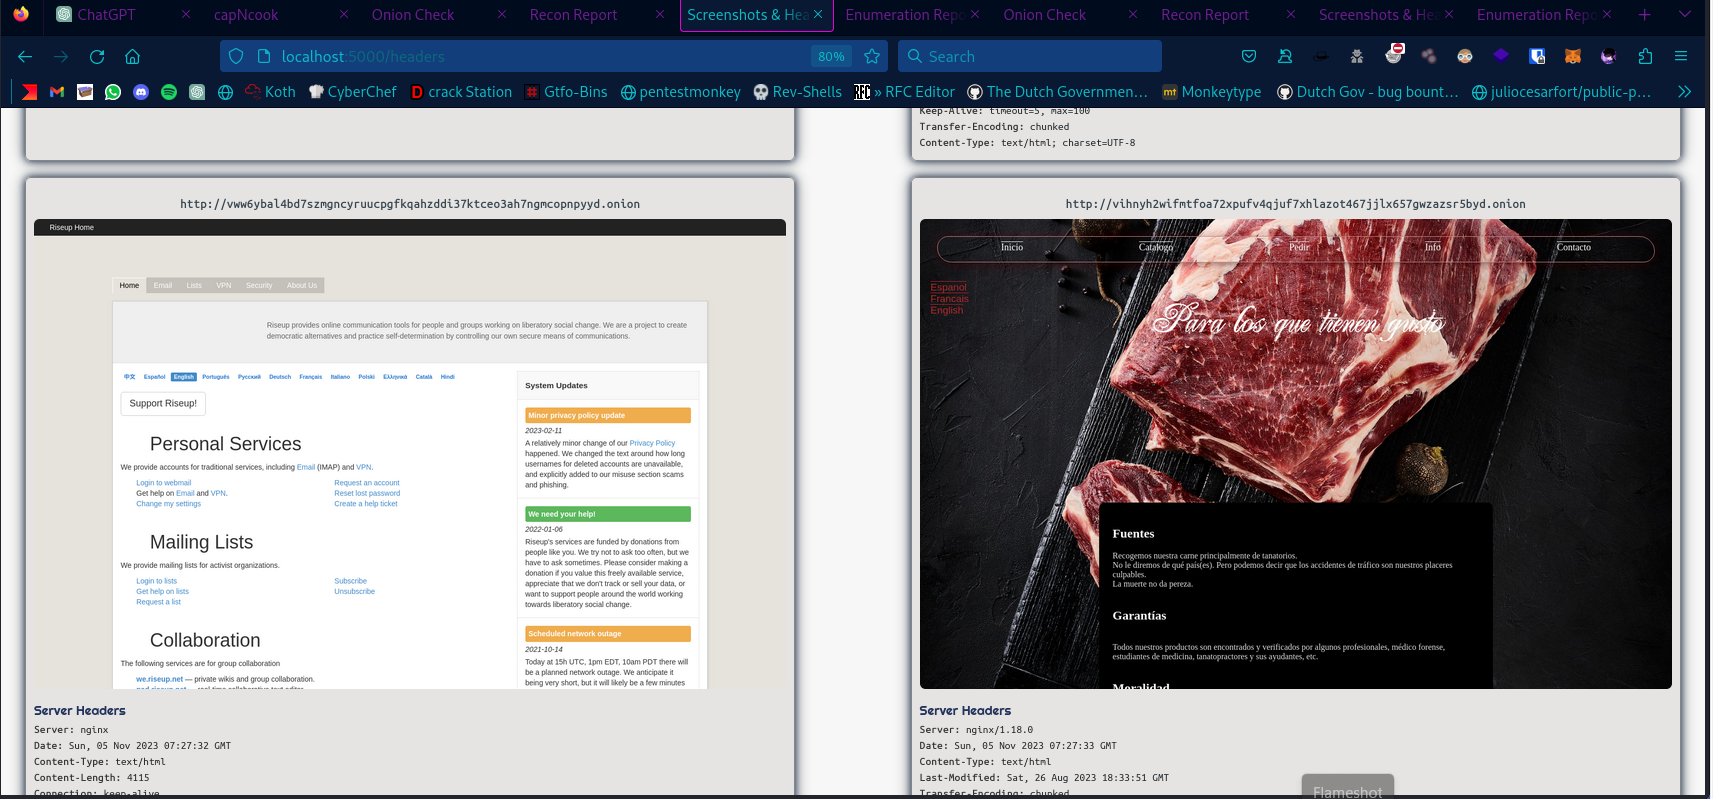 ChatGPT
capNcook
Onion Check
Recon Report
Screenshots & Hea
Enumeration Repo
Onion Check
Recon Report
Screenshots & Hea
Enumeration Repo
localhost:5000/headers
80%
Search
Koth
CyberChef
crack Station
Gtfo-Bins
pentestmonkey
Rev-Shells
» RFC Editor
The Dutch Governmen…
Monkeytype
Dutch Gov - bug bount…
juliocesarfort/public-p…
Keep-Alive: timeout=5, max=100
Transfer-Encoding: chunked
Content-Type: text/html; charset=UTF-8
http://vww6ybal4bd7szmgncyruucpgfkqahzddi37ktceo3ah7ngmcopnpyyd.onion
Riseup Home
Home Email Lists VPN Security About Us
Riseup provides online communication tools for people and groups working on liberatory social change. We are a project to create
democratic alternatives and practice self-determination by controlling our own secure means of communications.
中文 Español English Português Русский Deutsch Français Italiano Polski Ελληνικά Català Hindi
Support Riseup!
Personal Services
We provide accounts for traditional services, including Email (IMAP) and VPN.
Login to webmail
Get help on Email and VPN.
Change my settings
Request an account
Reset lost password
Create a help ticket
Mailing Lists
We provide mailing lists for activist organizations.
Login to lists
Get help on lists
Request a list
Subscribe
Unsubscribe
Collaboration
The following services are for group collaboration
we.riseup.net — private wikis and group collaboration.
System Updates
Minor privacy policy update
2023-02-11
A relatively minor change of our Privacy Policy
happened. We changed the text around how long
usernames for deleted accounts are unavailable,
and explicitly added to our misuse section scams
and phishing.
We need your help!
2022-01-06
Riseup's services are funded by donations from
people like you. We try not to ask too often, but we
have to ask sometimes. Please consider making a
donation if you value this freely available service,
appreciate that we don't track or sell your data, or
want to support people around the world working
towards liberatory social change.
Scheduled network outage
2021-10-14
Today at 15h UTC, 1pm EDT, 10am PDT there will
be a planned network outage. We anticipate it
being very short, but it will likely be a few minutes
Server Headers
Server: nginx
Date: Sun, 05 Nov 2023 07:27:32 GMT
Content-Type: text/html
Content-Length: 4115
Connection: keep-alive
http://vihnyh2wifmtfoa72xpufv4qjuf7xhlazot467jjlx657gwzazsr5byd.onion
Inicio Catalogo Pedir Info Contacto
Espanol
Francais
English
Para los que tienen gusto
Fuentes
Recogemos nuestra carne principalmente de tanatorios.
No le diremos de qué país(es). Pero podemos decir que los accidentes de tráfico son nuestros placeres
culpables.
La muerte no da pereza.
Garantías
Todos nuestros productos son encontrados y verificados por algunos profesionales, médico forense,
estudiantes de medicina, tanatopractores y sus ayudantes, etc.
Moralidad
Server Headers
Server: nginx/1.18.0
Date: Sun, 05 Nov 2023 07:27:33 GMT
Content-Type: text/html
Last-Modified: Sat, 26 Aug 2023 18:33:51 GMT
Transfer-Encoding: chunked
Flameshot